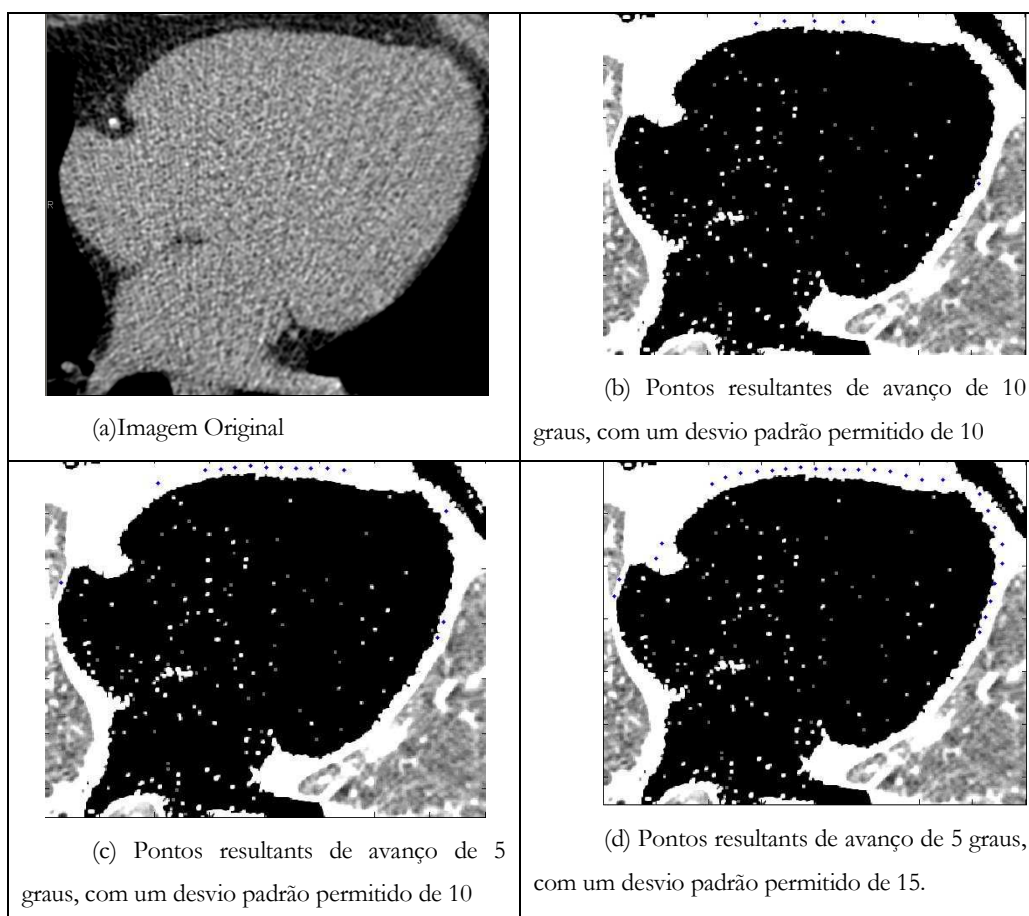 R
(a)Imagem Original
(b) Pontos resultantes de avanço de 10
graus, com um desvio padrão permitido de 10
(c) Pontos resultants de avanço de 5
graus, com um desvio padrão permitido de 10
(d) Pontos resultants de avanço de 5 graus,
com um desvio padrão permitido de 15.